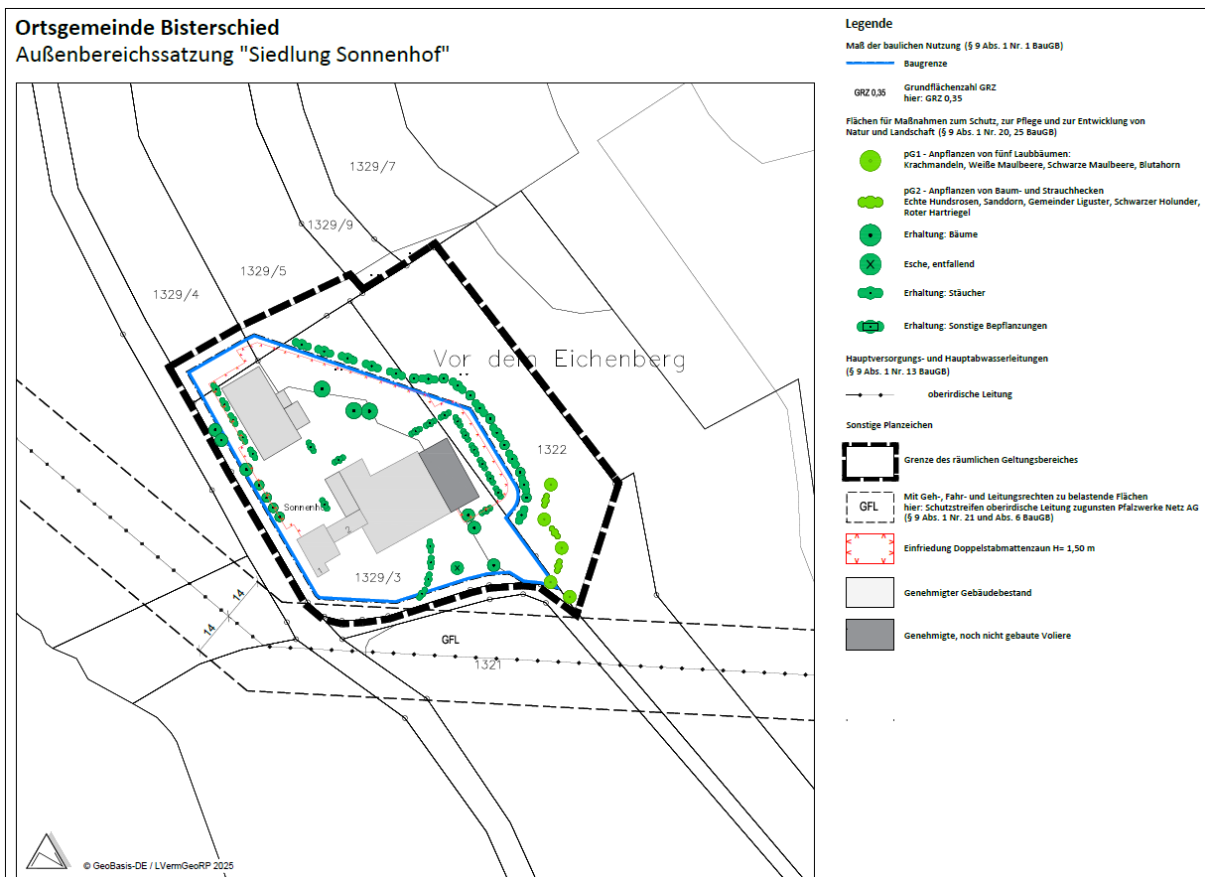 Ortsgemeinde Bisterschied
Außenbereichssatzung "Siedlung Sonnenhof"
1329/7
1329/9
1329/5
1329/4
Vor dem Eichenberg
1322
Sonnenhof
2
1
1329/3
14
14
GFL
1321
© GeoBasis-DE / LVermGeoRP 2025
Legende
Maß der baulichen Nutzung (§ 9 Abs. 1 Nr. 1 BauGB)
Baugrenze
GRZ 0,35
Grundflächenzahl GRZ
hier: GRZ 0,35
Flächen für Maßnahmen zum Schutz, zur Pflege und zur Entwicklung von
Natur und Landschaft (§ 9 Abs. 1 Nr. 20, 25 BauGB)
pG1 - Anpflanzen von fünf Laubbäumen:
Krachmandeln, Weiße Maulbeere, Schwarze Maulbeere, Blutahorn
pG2 - Anpflanzen von Baum- und Strauchhecken
Echte Hundsrosen, Sanddorn, Gemeinder Liguster, Schwarzer Holunder,
Roter Hartriegel
Erhaltung: Bäume
Esche, entfallend
Erhaltung: Stäucher
Erhaltung: Sonstige Bepflanzungen
Hauptversorgungs- und Hauptabwasserleitungen
(§ 9 Abs. 1 Nr. 13 BauGB)
oberirdische Leitung
Sonstige Planzeichen
Grenze des räumlichen Geltungsbereiches
GFL
Mit Geh-, Fahr- und Leitungsrechten zu belastende Flächen
hier: Schutzstreifen oberirdische Leitung zugunsten Pfalzwerke Netz AG
(§ 9 Abs. 1 Nr. 21 und Abs. 6 BauGB)
Einfriedung Doppelstabmattenzaun H= 1,50 m
Genehmigter Gebäudebestand
Genehmigte, noch nicht gebaute Voliere